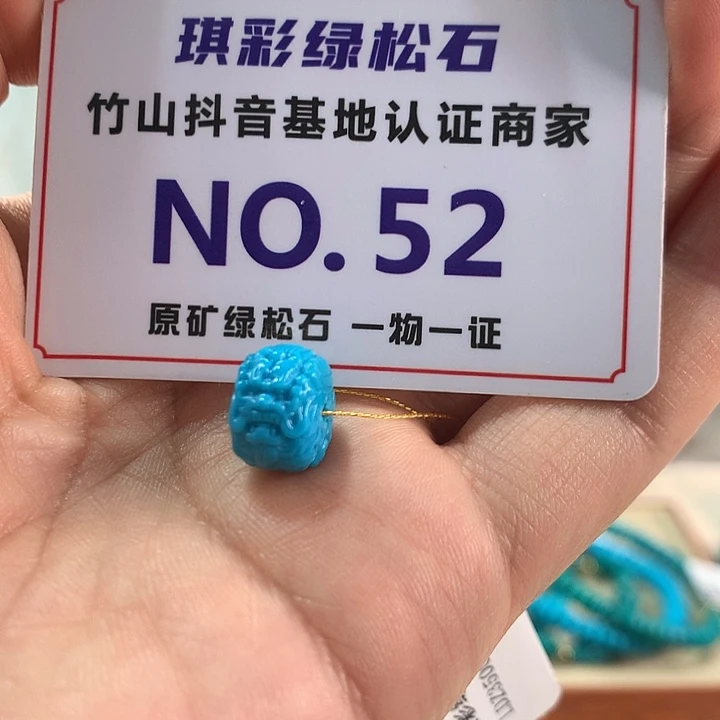 琪彩绿松石
竹山抖音基地认证商家
NO.52
原矿绿松石 一物一证